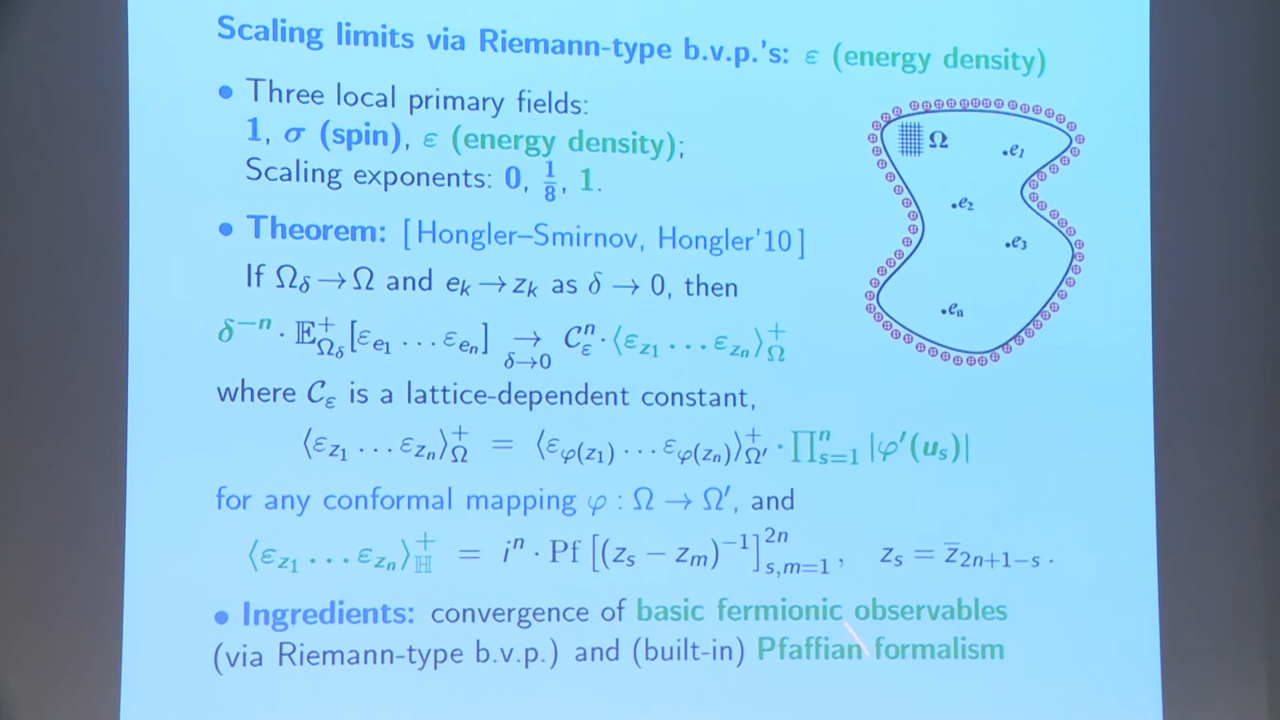 Scaling limits via Riemann-type b.v.p.'s: ε (energy density)
• Three local primary fields:
1, σ (spin), ε (energy density);
Scaling exponents: 0, 1/8, 1.
• Theorem: [Hongler–Smirnov, Hongler'10]
If Ω_δ → Ω and e_k → z_k as δ → 0, then
δ^{−n} · 𝔼^+_{Ω_δ}[ε_{e_1} … ε_{e_n}] →_{δ→0} C_ε^n · ⟨ε_{z_1} … ε_{z_n}⟩^+_Ω
where C_ε is a lattice-dependent constant,
⟨ε_{z_1} … ε_{z_n}⟩^+_Ω = ⟨ε_{φ(z_1)} … ε_{φ(z_n)}⟩^+_{Ω′} · ∏^n_{s=1} |φ′(u_s)|
for any conformal mapping φ : Ω → Ω′, and
⟨ε_{z_1} … ε_{z_n}⟩^+_ℍ = i^n · Pf [(z_s − z_m)^{−1}]^{2n}_{s,m=1}, z_s = z̄_{2n+1−s}.
• Ingredients: convergence of basic fermionic observables
(via Riemann-type b.v.p.) and (built-in) Pfaffian formalism
Ω
.e_1
.e_2
.e_3
.e_n